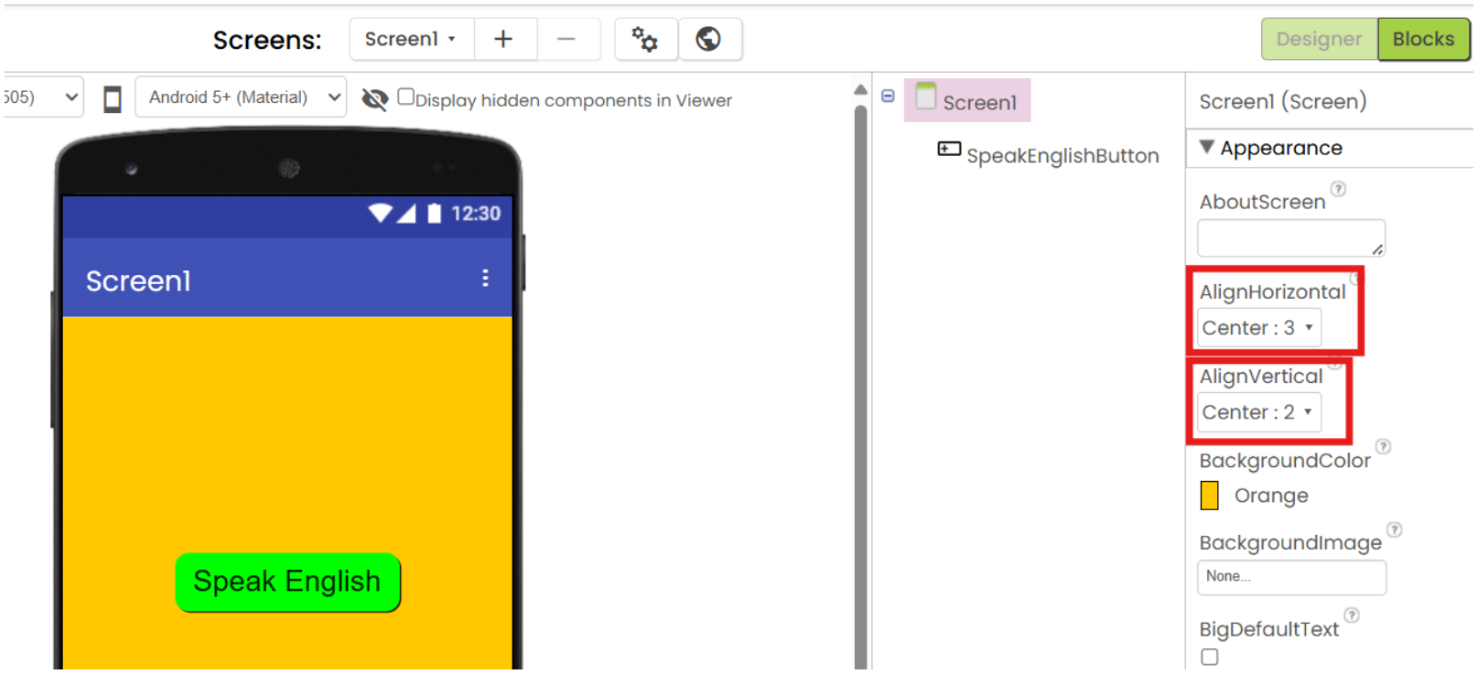 Screens: Screen1 + −
Designer Blocks
505) Android 5+ (Material) Display hidden components in Viewer
12:30
Screen1
Speak English
Screen1
SpeakEnglishButton
Screen1 (Screen)
Appearance
AboutScreen ?
AlignHorizontal ?
Center : 3
AlignVertical ?
Center : 2
BackgroundColor ?
Orange
BackgroundImage ?
None...
BigDefaultText ?